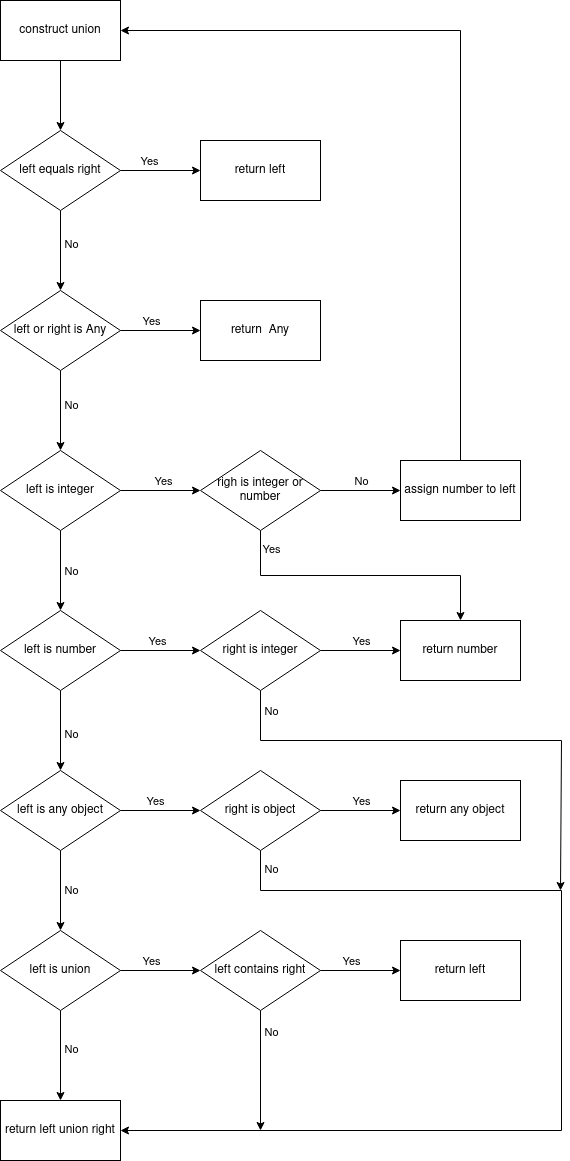 construct union
left equals right
Yes
return left
No
left or right is Any
Yes
return  Any
No
left is integer
Yes
righ is integer or
number
No
assign number to left
Yes
No
left is number
Yes
right is integer
Yes
return number
No
No
left is any object
Yes
right is object
Yes
return any object
No
No
left is union
Yes
left contains right
Yes
return left
No
No
return left union right